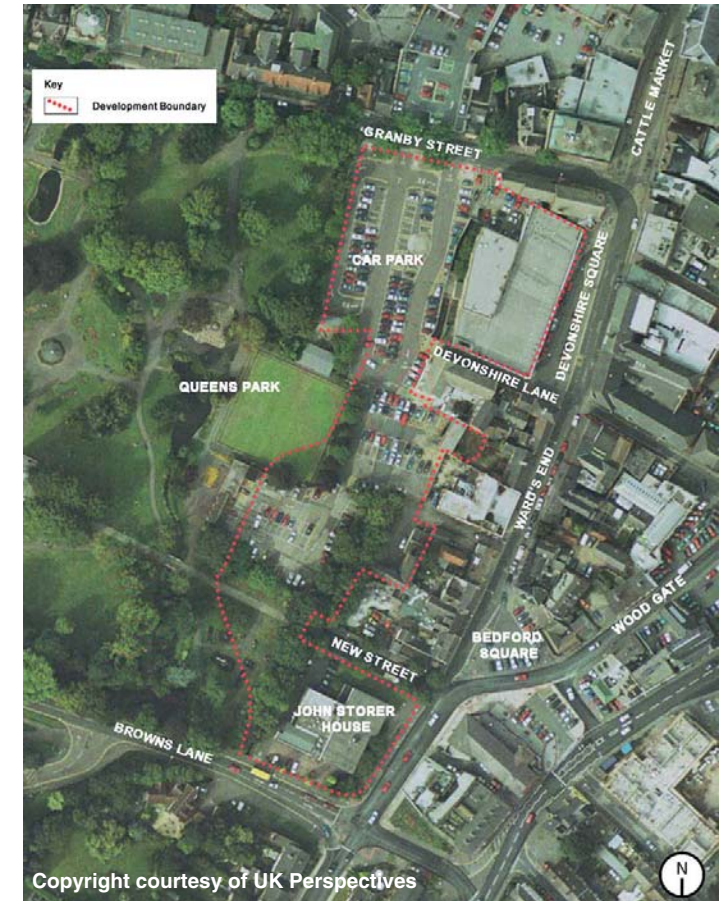 Key
Development Boundary
GRANBY STREET
CATTLE MARKET
CAR PARK
DEVONSHIRE SQUARE
DEVONSHIRE LANE
QUEENS PARK
WARD'S END
WOOD GATE
BEDFORD
SQUARE
NEW STREET
JOHN STORER
HOUSE
BROWNS LANE
Copyright courtesy of UK Perspectives
N